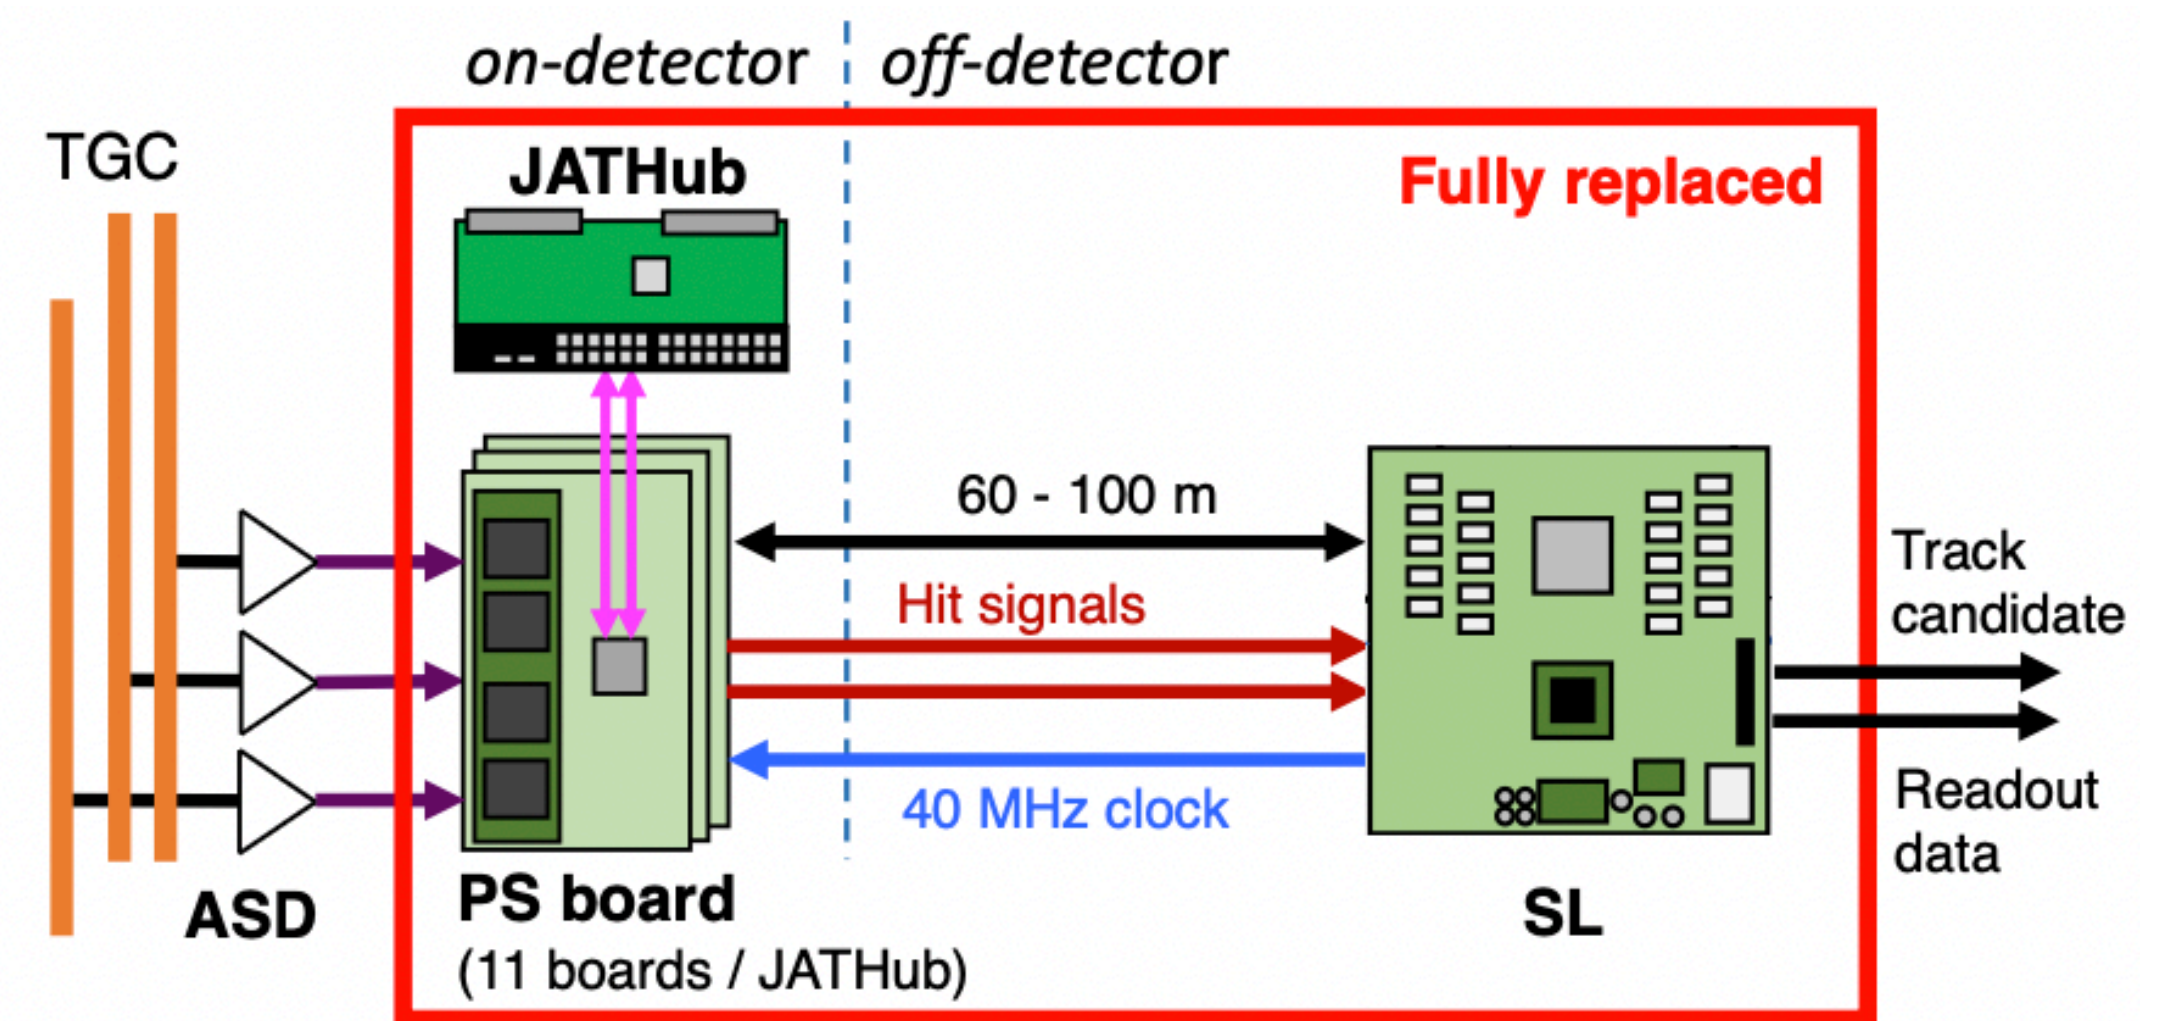 on-detector
off-detector
TGC
JATHub
Fully replaced
60 - 100 m
Hit signals
40 MHz clock
Track
candidate
Readout
data
ASD
PS board
(11 boards / JATHub)
SL